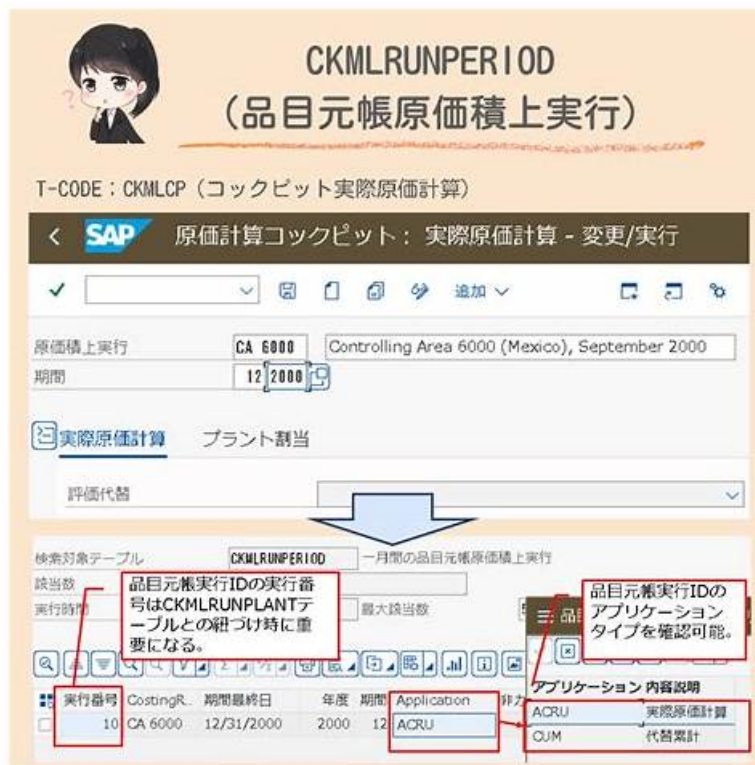 CKMLRUNPERIOD
(品目元帳原価積上実行)
T-CODE：CKMLCP（コックピット実際原価計算）
SAP 原価計算コックピット： 実際原価計算 - 変更/実行
追加
原価積上実行 CA 6000 Controlling Area 6000 (Mexico), September 2000
期間 12 2000
実際原価計算 プラント割当
評価代替
検索対象テーブル CKMLRUNPERIOD 一月間の品目元帳原価積上実行
該当数
実行時間 最大該当数
品目元帳実行IDの実行番
号はCKMLRUNPLANTテ
ーブルとの紐づけ時に重
要になる。
品目元帳実行IDの
アプリケーション
タイプを確認可能。
実行番号 CostingR.. 期間最終日 年度 期間 Application
10 CA 6000 12/31/2000 2000 12 ACRU
アプリケーション 内容説明
ACRU 実際原価計算
CUM 代替累計